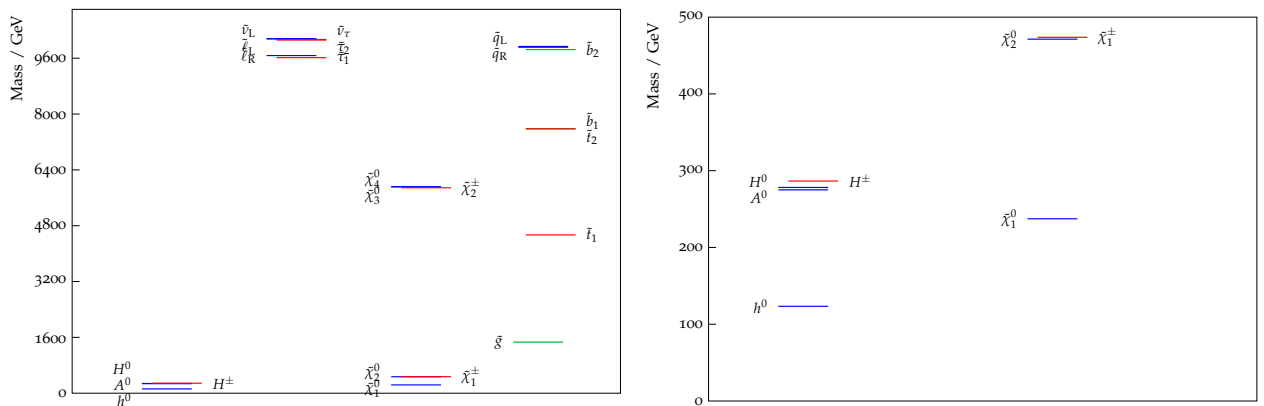 Mass / GeV
9600
8000
6400
4800
3200
1600
0
ν̃L
ν̃τ
ℓ̃L
τ̃2
ℓ̃R
τ̃1
q̃L
q̃R
b̃2
b̃1
t̃2
χ̃⁰4
χ̃⁰3
χ̃±2
t̃1
g̃
H⁰
A⁰
H±
h⁰
χ̃⁰2
χ̃⁰1
χ̃±1
Mass / GeV
500
400
300
200
100
0
χ̃⁰2
χ̃±1
H⁰
H±
A⁰
χ̃⁰1
h⁰